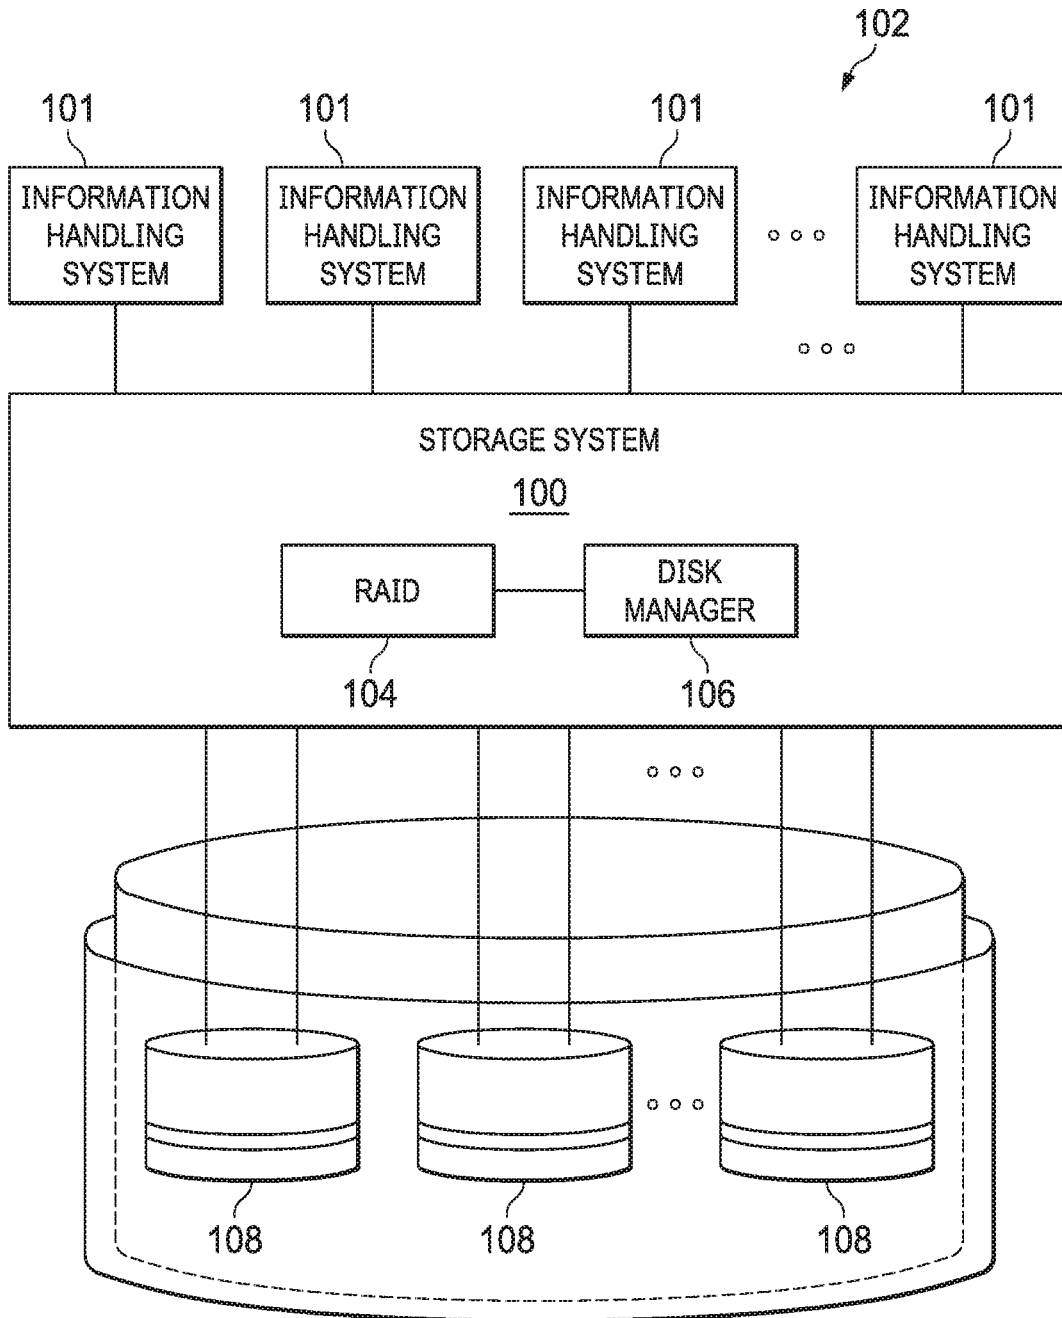 102
101
101
101
101
INFORMATION
HANDLING
SYSTEM
INFORMATION
HANDLING
SYSTEM
INFORMATION
HANDLING
SYSTEM
INFORMATION
HANDLING
SYSTEM
STORAGE SYSTEM
100
RAID
DISK
MANAGER
104
106
108
108
108